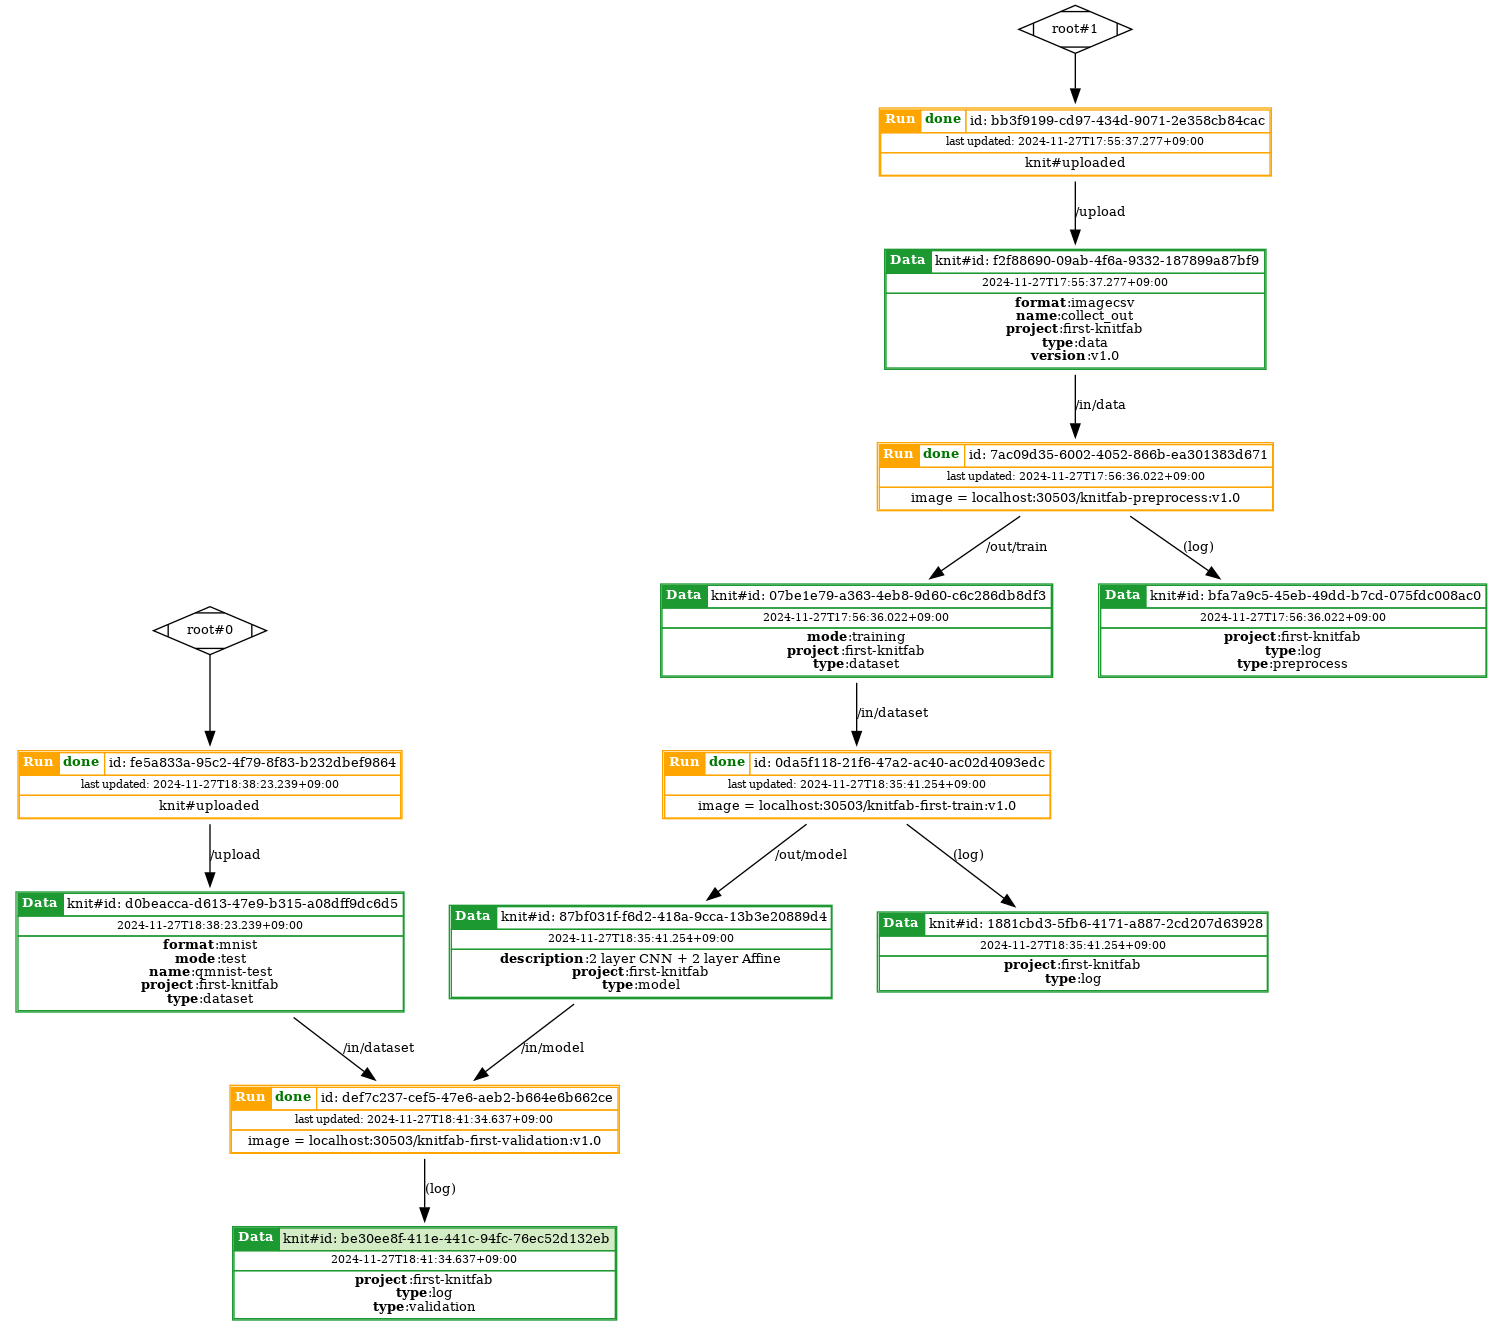 root#1
Run done id: bb3f9199-cd97-434d-9071-2e358cb84cac
last updated: 2024-11-27T17:55:37.277+09:00
knit#uploaded
/upload
Data knit#id: f2f88690-09ab-4f6a-9332-187899a87bf9
2024-11-27T17:55:37.277+09:00
format:imagecsv
name:collect_out
project:first-knitfab
type:data
version:v1.0
/in/data
Run done id: 7ac09d35-6002-4052-866b-ea301383d671
last updated: 2024-11-27T17:56:36.022+09:00
image = localhost:30503/knitfab-preprocess:v1.0
/out/train
(log)
Data knit#id: 07be1e79-a363-4eb8-9d60-c6c286db8df3
2024-11-27T17:56:36.022+09:00
mode:training
project:first-knitfab
type:dataset
Data knit#id: bfa7a9c5-45eb-49dd-b7cd-075fdc008ac0
2024-11-27T17:56:36.022+09:00
project:first-knitfab
type:log
type:preprocess
root#0
/in/dataset
Run done id: fe5a833a-95c2-4f79-8f83-b232dbef9864
last updated: 2024-11-27T18:38:23.239+09:00
knit#uploaded
Run done id: 0da5f118-21f6-47a2-ac40-ac02d4093edc
last updated: 2024-11-27T18:35:41.254+09:00
image = localhost:30503/knitfab-first-train:v1.0
/upload
/out/model
(log)
Data knit#id: d0beacca-d613-47e9-b315-a08dff9dc6d5
2024-11-27T18:38:23.239+09:00
format:mnist
mode:test
name:qmnist-test
project:first-knitfab
type:dataset
Data knit#id: 87bf031f-f6d2-418a-9cca-13b3e20889d4
2024-11-27T18:35:41.254+09:00
description:2 layer CNN + 2 layer Affine
project:first-knitfab
type:model
Data knit#id: 1881cbd3-5fb6-4171-a887-2cd207d63928
2024-11-27T18:35:41.254+09:00
project:first-knitfab
type:log
/in/dataset
/in/model
Run done id: def7c237-cef5-47e6-aeb2-b664e6b662ce
last updated: 2024-11-27T18:41:34.637+09:00
image = localhost:30503/knitfab-first-validation:v1.0
(log)
Data knit#id: be30ee8f-411e-441c-94fc-76ec52d132eb
2024-11-27T18:41:34.637+09:00
project:first-knitfab
type:log
type:validation